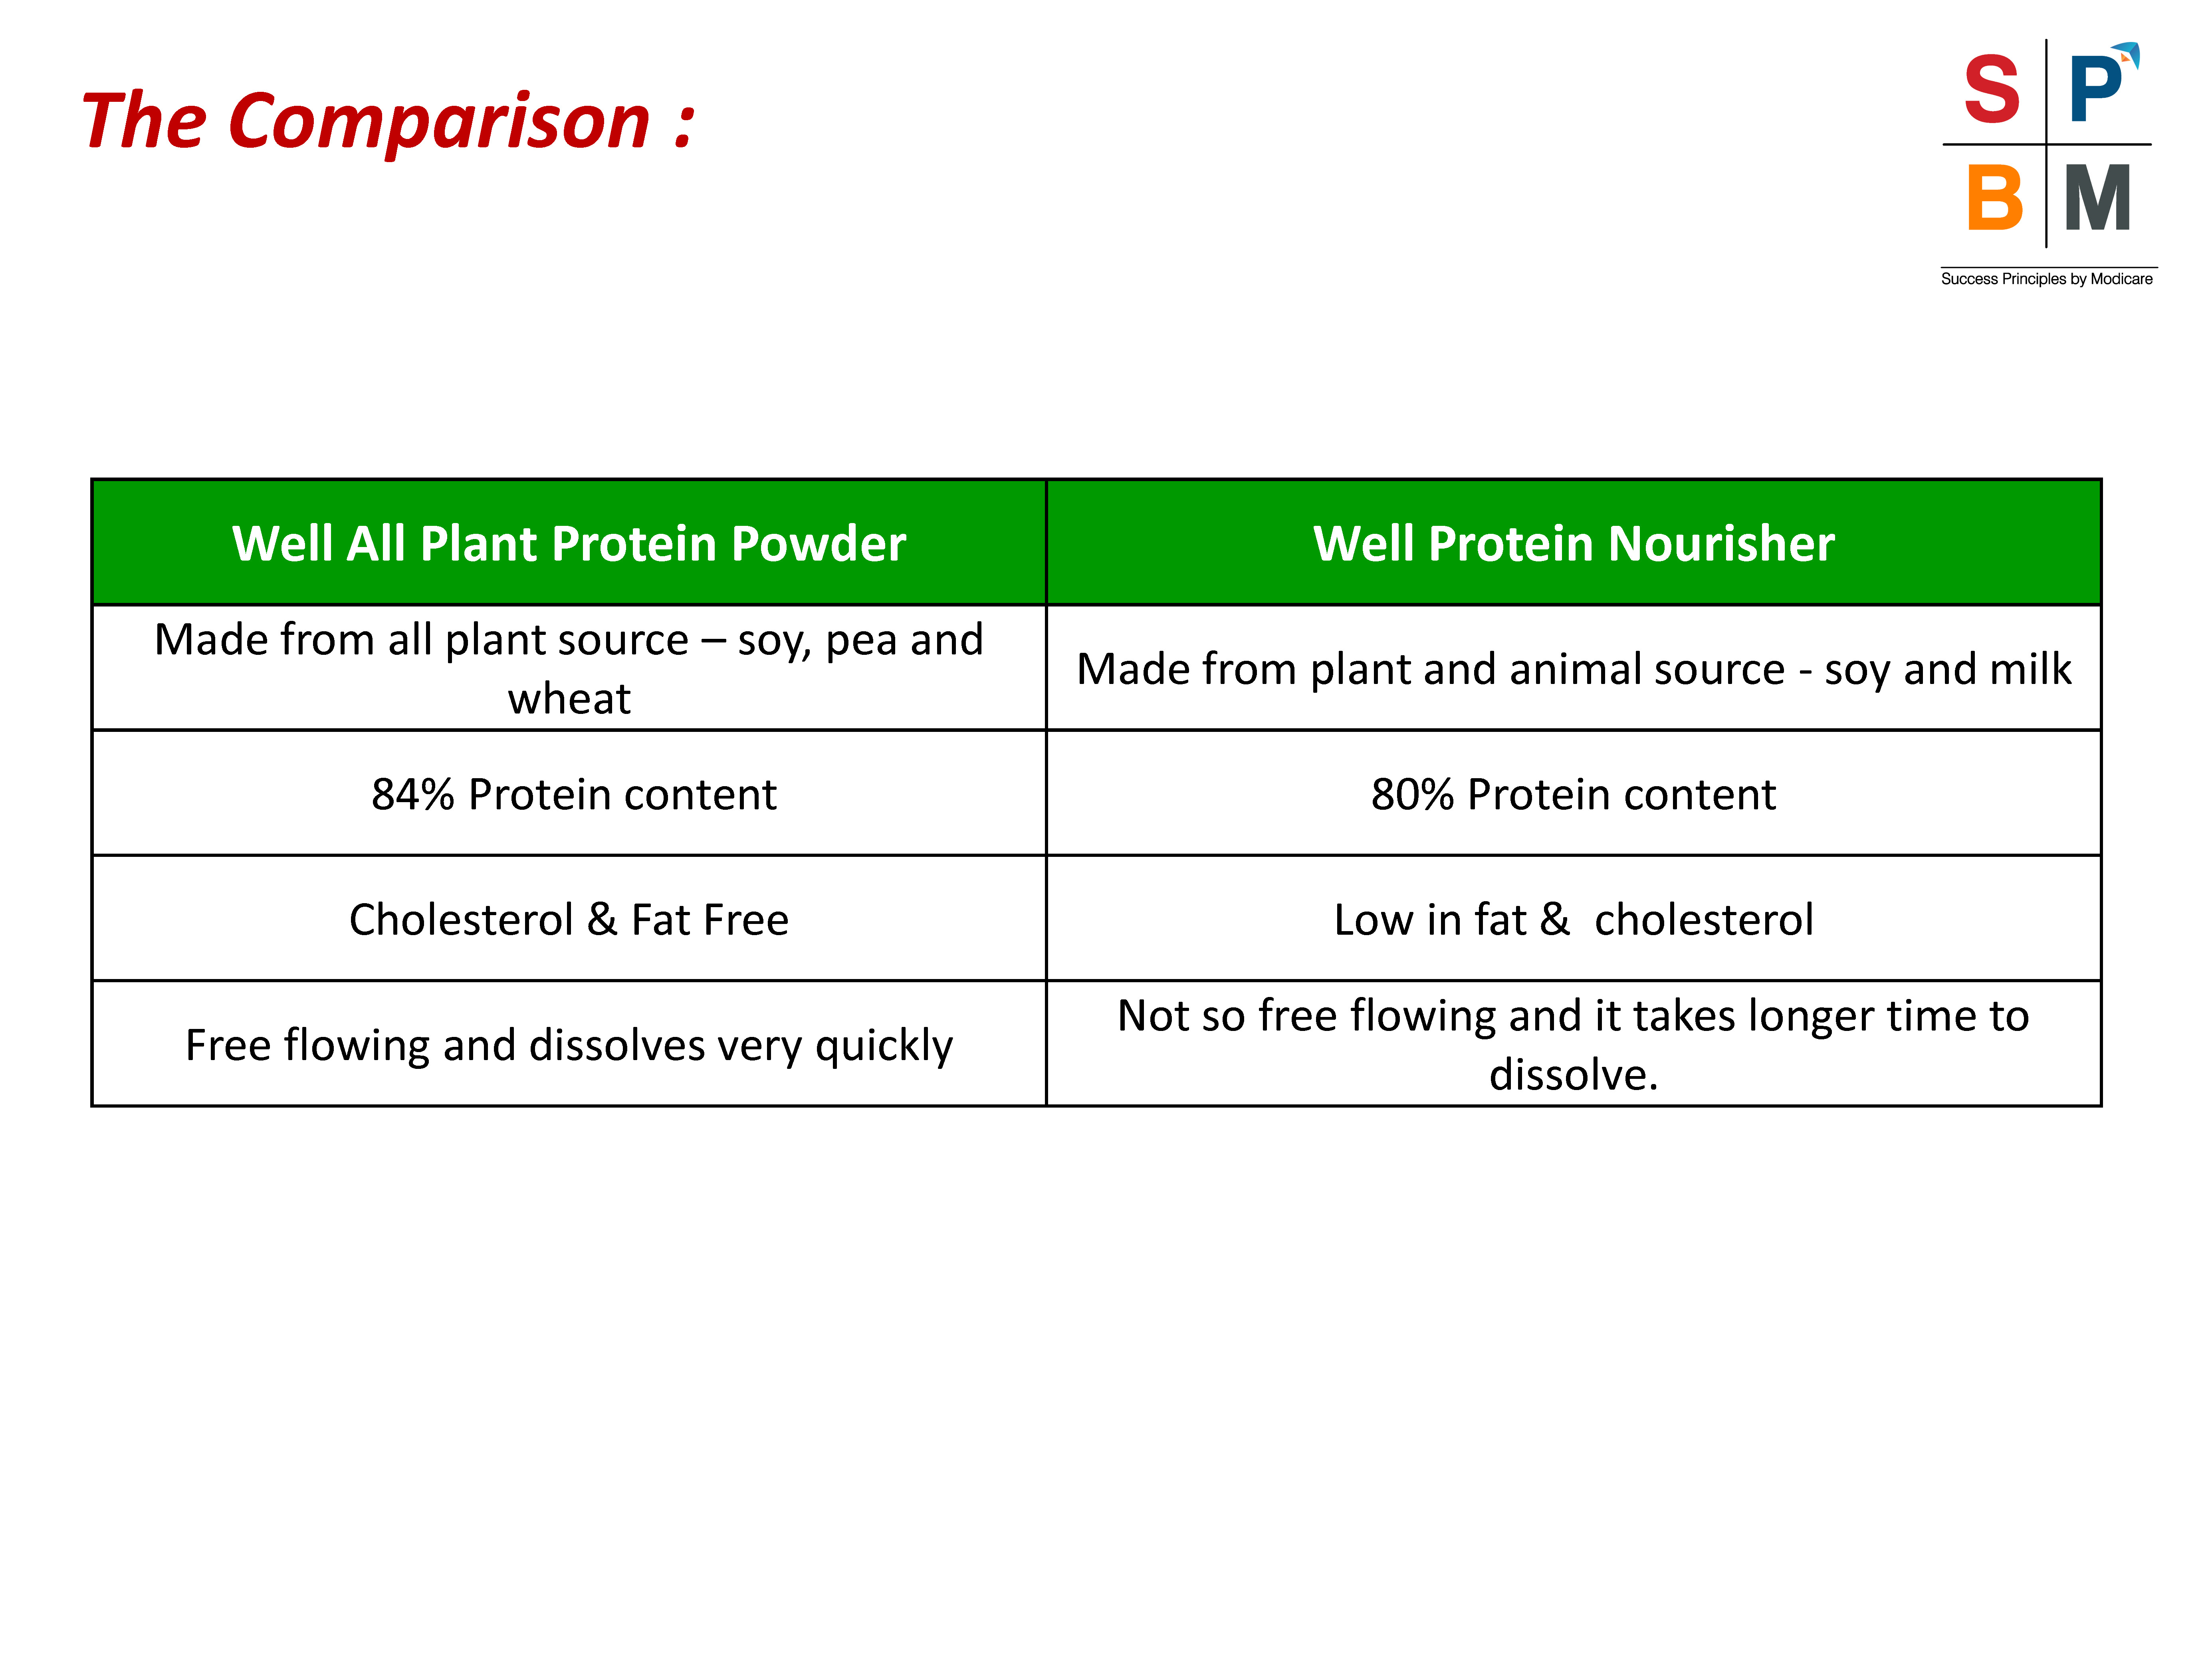 The Comparison :
S P
B M
Success Principles by Modicare
Well All Plant Protein Powder
Well Protein Nourisher
Made from all plant source – soy, pea and
wheat
Made from plant and animal source - soy and milk
84% Protein content
80% Protein content
Cholesterol & Fat Free
Low in fat &  cholesterol
Free flowing and dissolves very quickly
Not so free flowing and it takes longer time to
dissolve.